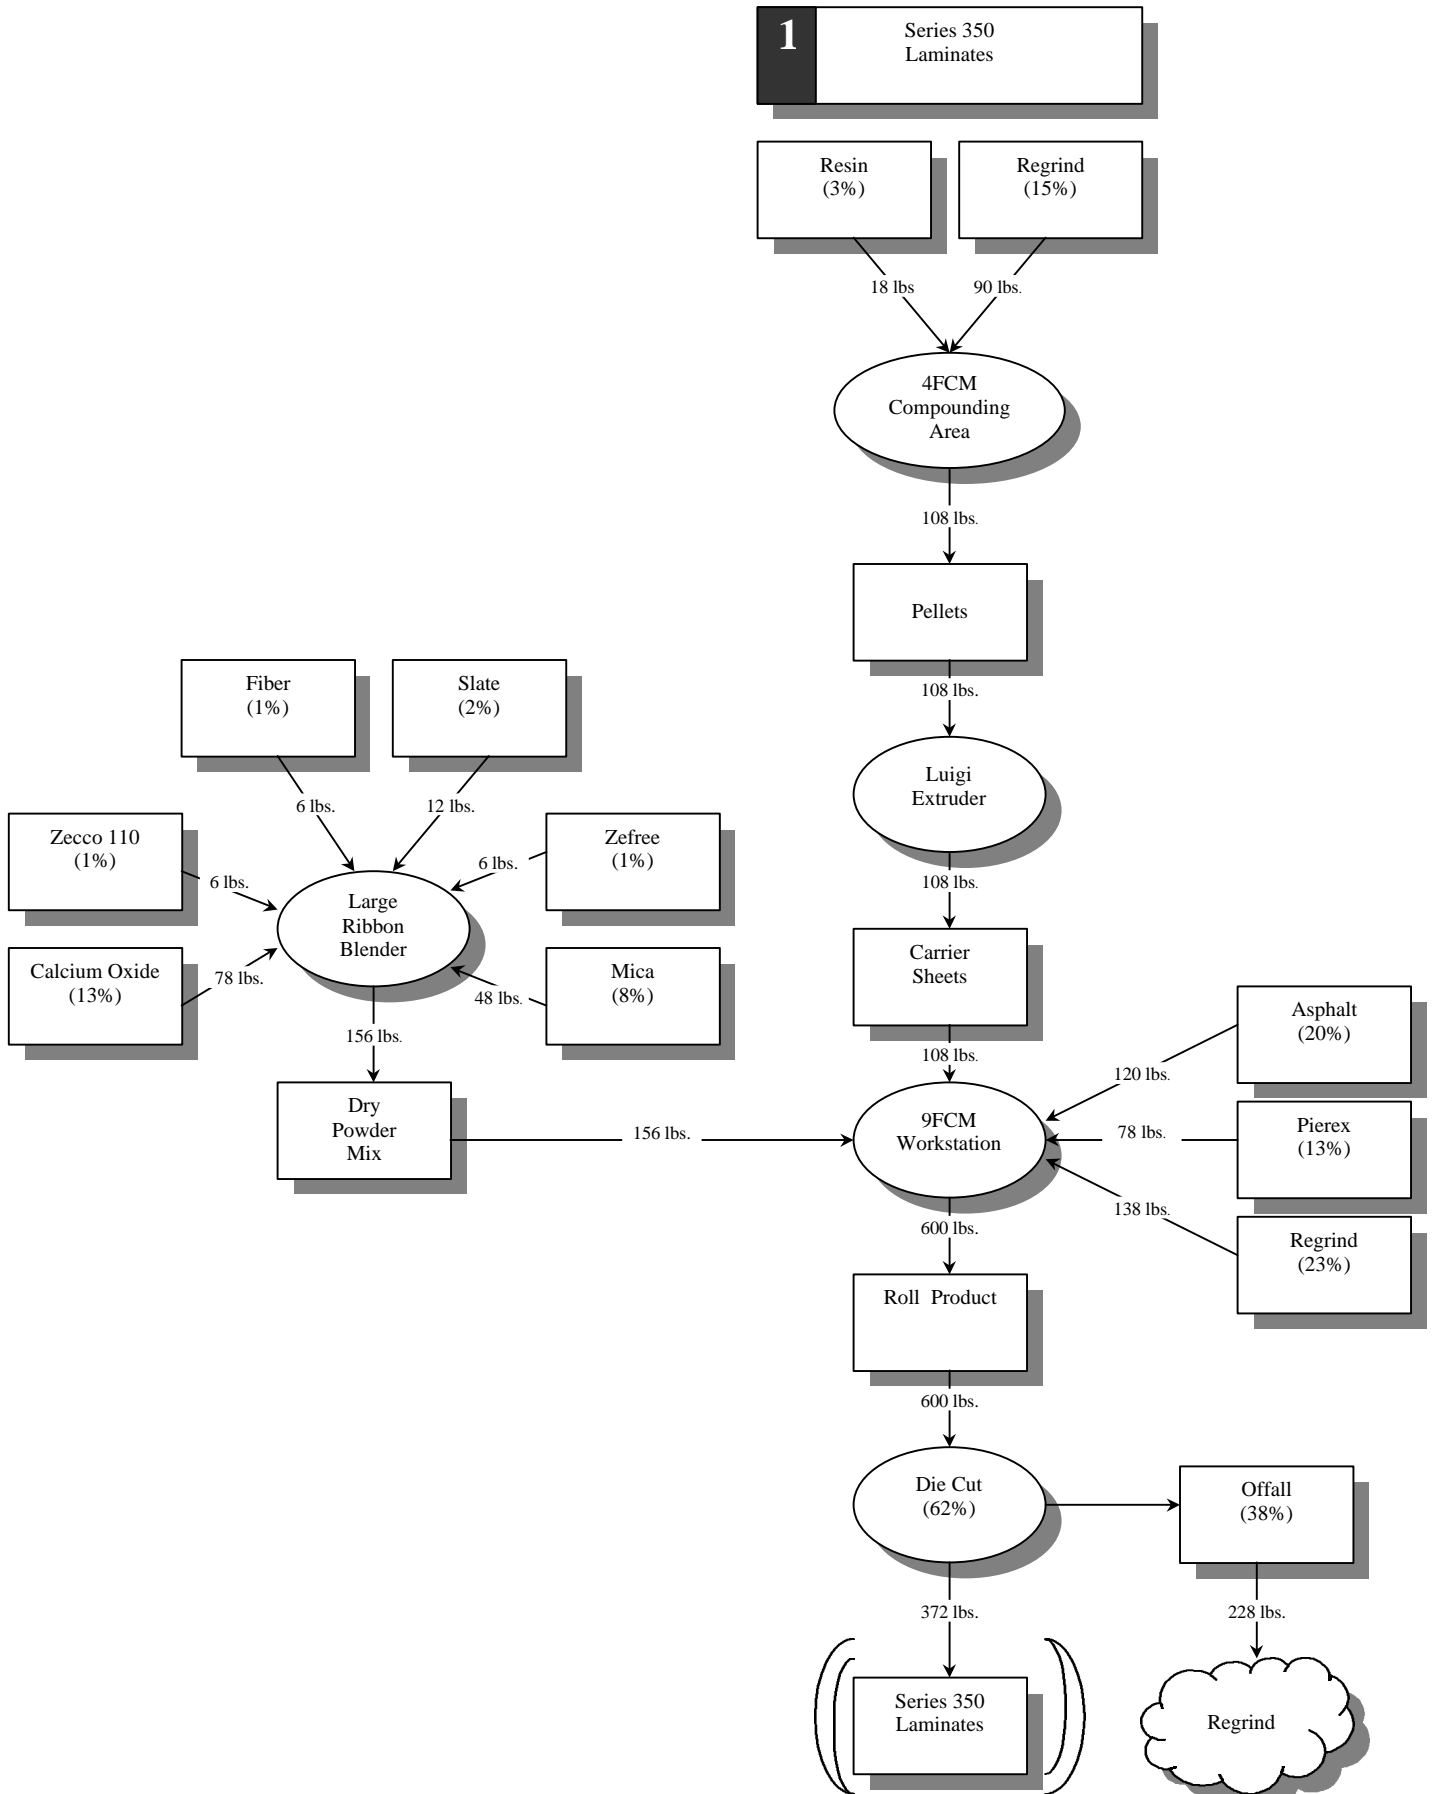 1
Series 350
Laminates
Resin
(3%)
Regrind
(15%)
18 lbs
90 lbs.
4FCM
Compounding
Area
108 lbs.
Pellets
108 lbs.
Luigi
Extruder
108 lbs.
Carrier
Sheets
108 lbs.
Fiber
(1%)
Slate
(2%)
6 lbs.
12 lbs.
Zecco 110
(1%)
6 lbs.
Zefree
(1%)
6 lbs.
Large
Ribbon
Blender
Calcium Oxide
(13%)
78 lbs.
Mica
(8%)
48 lbs.
156 lbs.
Dry
Powder
Mix
156 lbs.
9FCM
Workstation
Asphalt
(20%)
120 lbs.
Pierex
(13%)
78 lbs.
Regrind
(23%)
138 lbs.
600 lbs.
Roll  Product
600 lbs.
Die Cut
(62%)
Offall
(38%)
372 lbs.
228 lbs.
Series 350
Laminates
Regrind